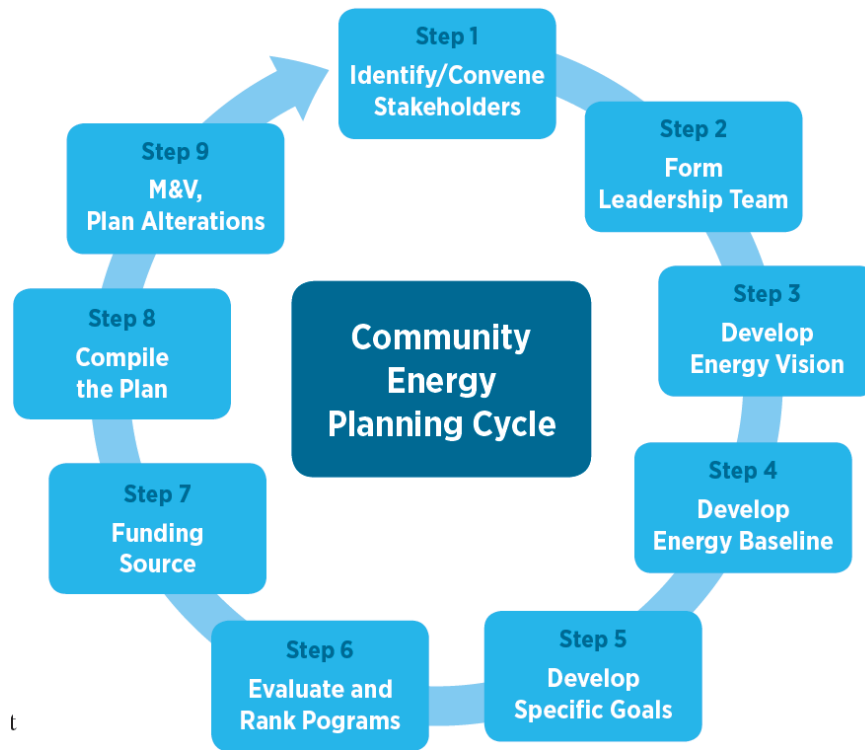 Step 1
Identify/Convene
Stakeholders
Step 2
Form
Leadership Team
Step 3
Develop
Energy Vision
Step 4
Develop
Energy Baseline
Step 5
Develop
Specific Goals
Step 6
Evaluate and
Rank Pograms
Step 7
Funding
Source
Step 8
Compile
the Plan
Step 9
M&V,
Plan Alterations
Community
Energy
Planning Cycle
t